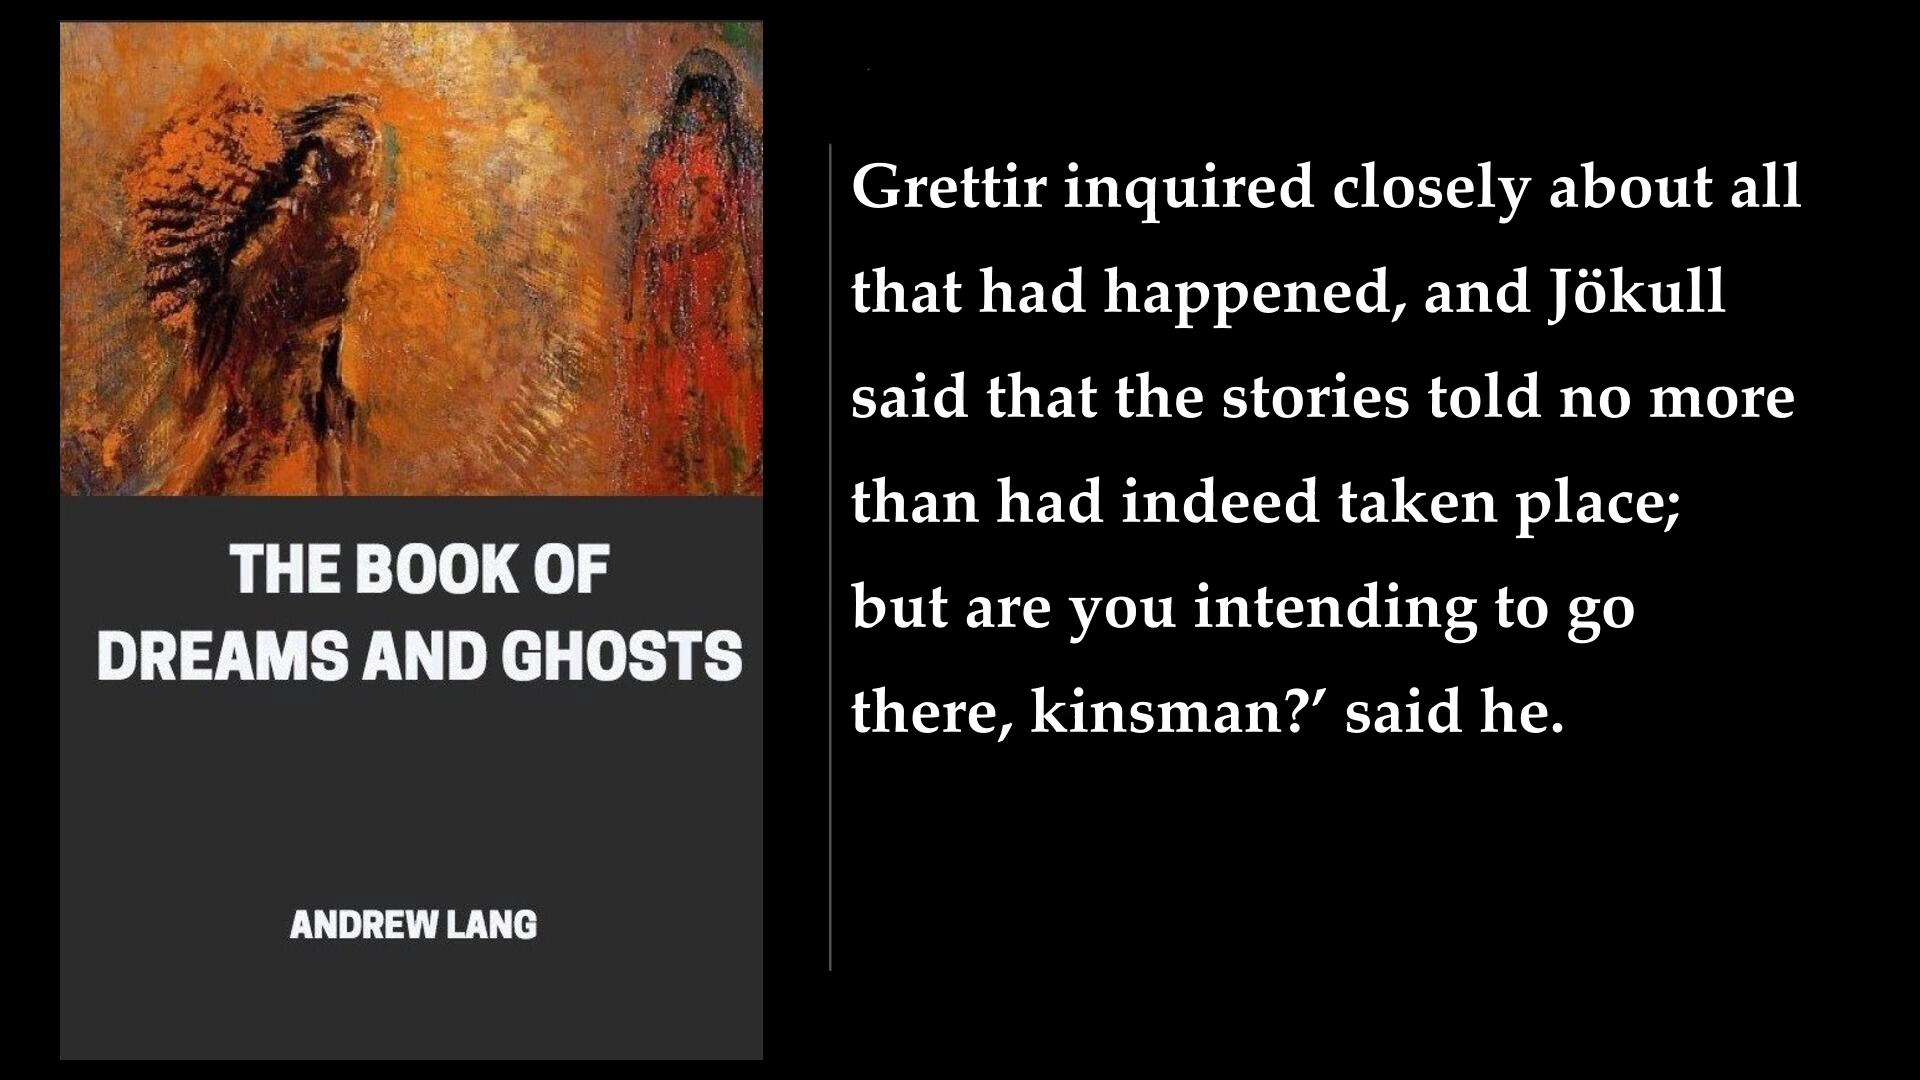 THE BOOK OF
DREAMS AND GHOSTS
ANDREW LANG
Grettir inquired closely about all
that had happened, and Jökull
said that the stories told no more
than had indeed taken place;
but are you intending to go
there, kinsman?’ said he.